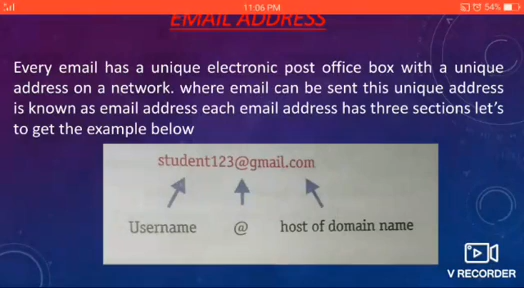 11:06 PM
54%
EMAIL ADDRESS
Every email has a unique electronic post office box with a unique
address on a network. where email can be sent this unique address
is known as email address each email address has three sections let's
to get the example below
student123@gmail.com
Username @ host of domain name
V RECORDER